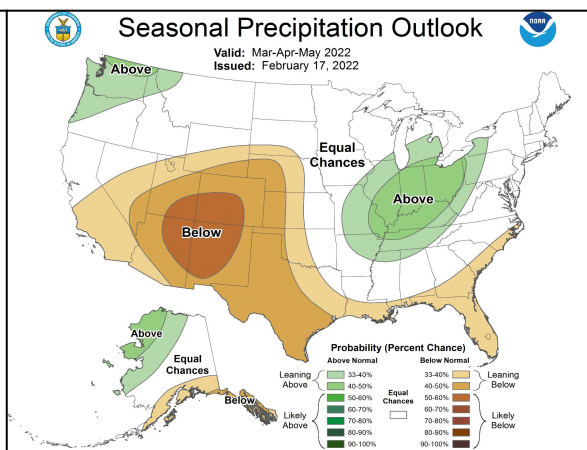 Seasonal Precipitation Outlook
Valid: Mar-Apr-May 2022
Issued: February 17, 2022
NOAA
Above
Equal
Chances
Above
Below
Above
Equal
Chances
Below
Probability (Percent Chance)
Above Normal
Below Normal
Leaning
Above
33-40%
40-50%
Likely
Above
50-60%
60-70%
70-80%
80-90%
90-100%
Equal
Chances
33-40%
40-50%
Leaning
Below
50-60%
60-70%
70-80%
80-90%
90-100%
Likely
Below